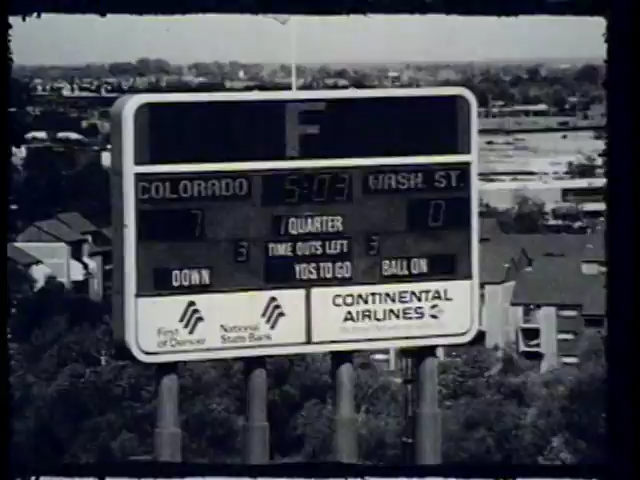 F
COLORADO 5:03 WASH. ST.
7 1 QUARTER 0
3 TIME OUTS LEFT 3
DOWN YDS TO GO BALL ON
First of Denver
National State Bank
CONTINENTAL
AIRLINES